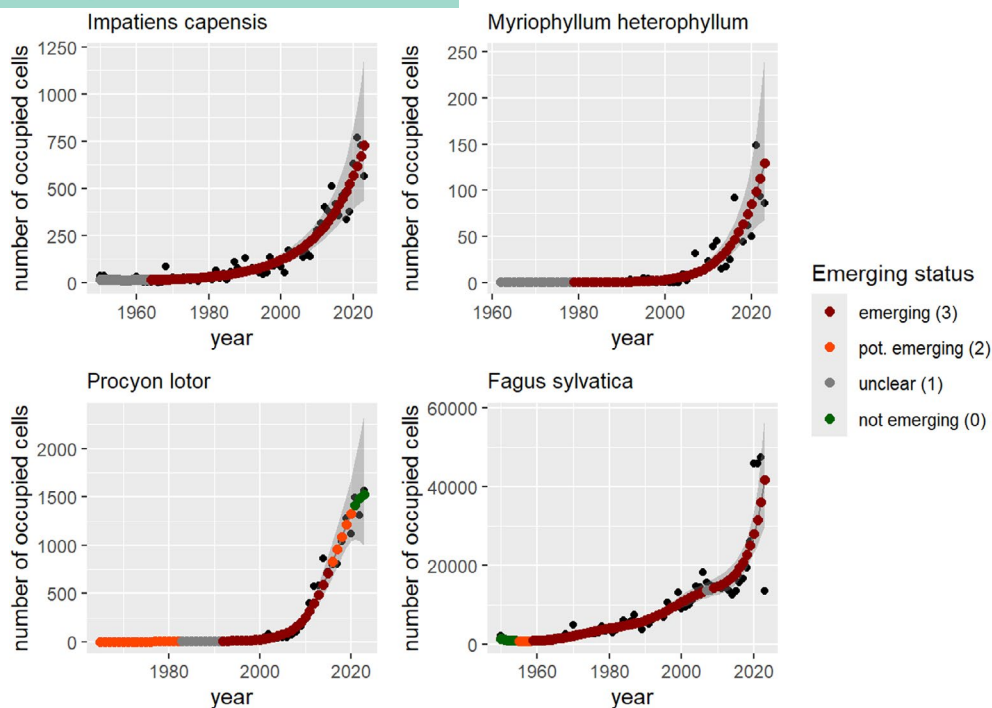 Impatiens capensis
number of occupied cells
1250
1000
750
500
250
0
1960
1980
2000
2020
year
Myriophyllum heterophyllum
number of occupied cells
250
200
150
100
50
0
1960
1980
2000
2020
year
Procyon lotor
number of occupied cells
2000
1500
1000
500
0
1980
2000
2020
year
Fagus sylvatica
number of occupied cells
60000
40000
20000
0
1960
1980
2000
2020
year
Emerging status
emerging (3)
pot. emerging (2)
unclear (1)
not emerging (0)